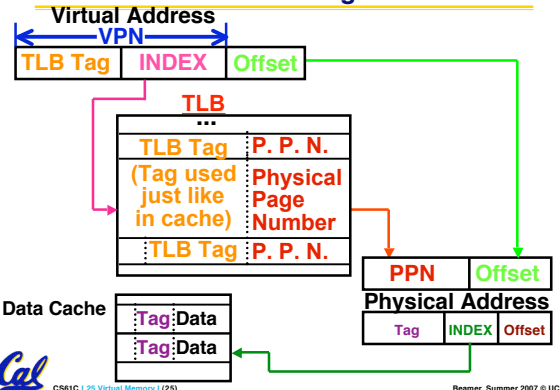 Virtual Address
VPN
TLB Tag INDEX Offset
TLB
...
TLB Tag P. P. N.
(Tag used just like in cache) Physical Page Number
TLB Tag P. P. N.
PPN Offset
Physical Address
Tag INDEX Offset
Data Cache
Tag Data
Tag Data
Cal
CS61C L25 Virtual Memory I (25)
Beamer, Summer 2007 © UC